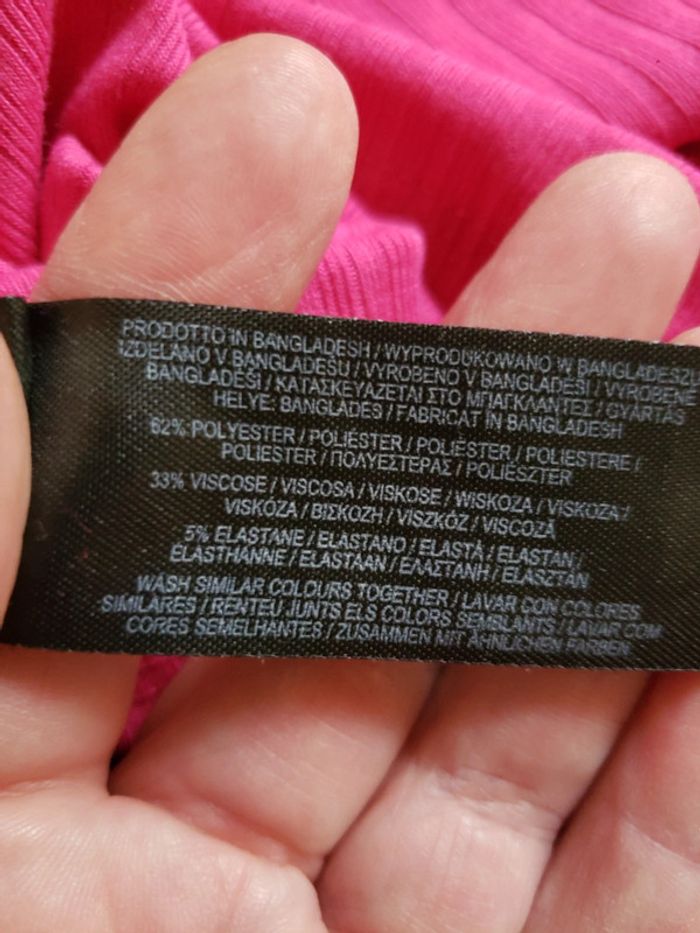 PRODOTTO IN BANGLADESH / WYPRODUKOWANO W BANGLADESZU
IZDELANO V BANGLADEŠU / VYROBENO V BANGLADÉŠI / VYROBENÉ
BANGLADÉŠI / ΚΑΤΑΣΚΕΥΑΖΕΤΑΙ ΣΤΟ ΜΠΑΓΚΛΑΝΤΕΣ / GYÁRTÁS
HELYE: BANGLADES / FABRICAT ÎN BANGLADESH
62% POLYESTER / POLIÉSTER / POLIÈSTER / POLIESTERE /
POLIESTER / ΠΟΛΥΕΣΤΕΡΑΣ / POLIÉSZTER
33% VISCOSE / VISCOSA / VISKOSE / WISKOZA / VISKÓZA /
VISKOZA / ΒΙΣΚΟΖΗ / VISZKÓZ / VISCOZĂ
5% ELASTANE / ELASTANO / ELASTÀ / ELASTAN /
ÉLASTHANNE / ELASTAAN / ΕΛΑΣΤΑΝΗ / ELASZTÁN
WASH SIMILAR COLOURS TOGETHER / LAVAR CON COLORES
SIMILARES / RENTEU JUNTS ELS COLORS SEMBLANTS / LAVAR COM
CORES SEMELHANTES / ZUSAMMEN MIT ÄHNLICHEN FARBEN